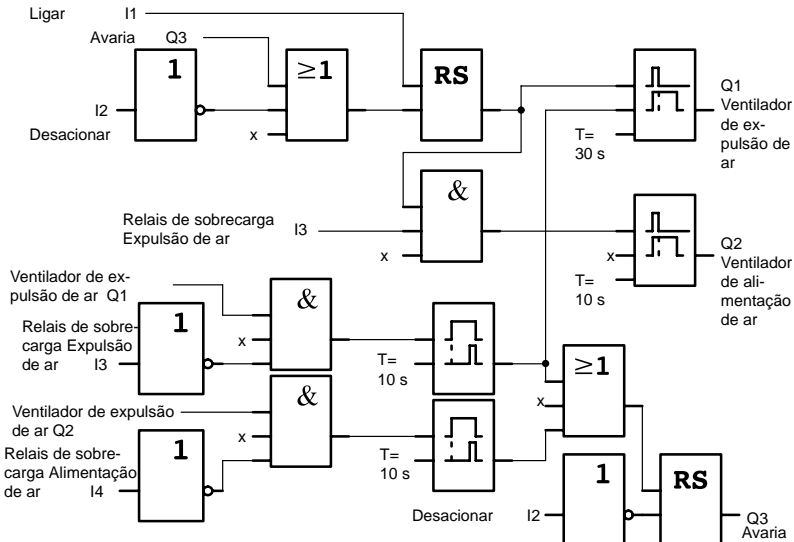 Ligar I1
Avaria Q3
1
≥1
RS
I2
Desacionar
x
T=
30 s
Q1
Ventilador
de ex-
pulsão de
ar
&
Relais de sobrecarga
Expulsão de ar
I3
x
x
T=
10 s
Q2
Ventilador
de ali-
mentação
de ar
Ventilador de ex-
pulsão de ar Q1
&
1
x
Relais de sobre-
carga Expulsão
de ar
I3
T=
10 s
≥1
x
Ventilador de expulsão
de ar Q2
&
1
x
Relais de sobre-
carga Alimentação
de ar
I4
T=
10 s
1
RS
Desacionar I2
Q3
Avaria